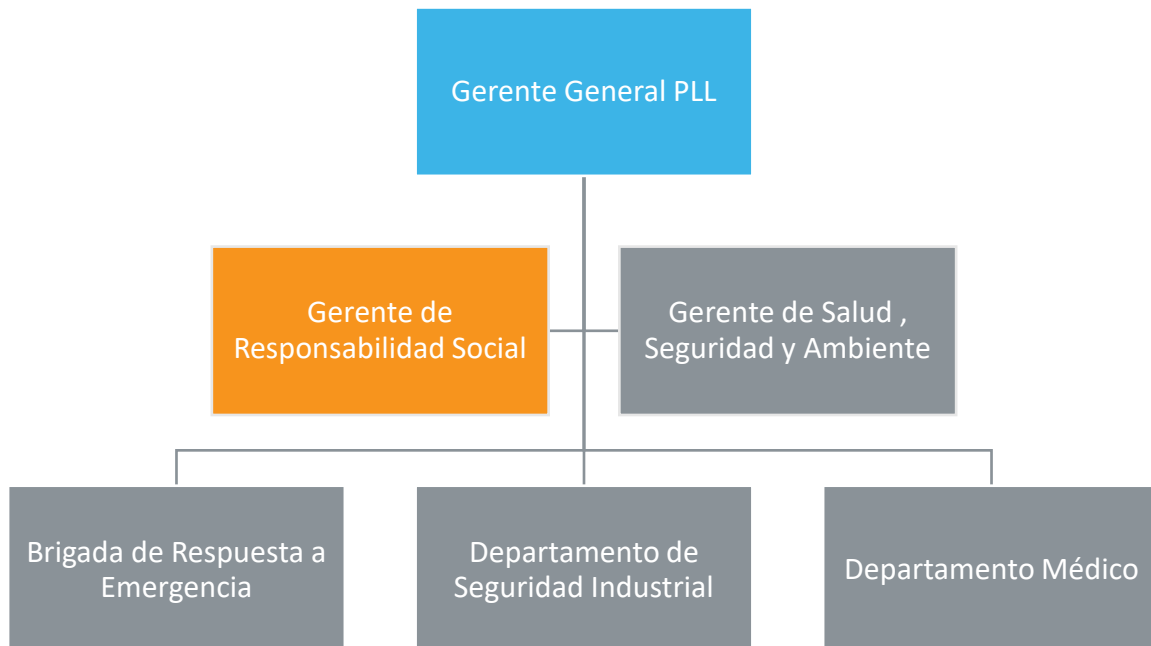 Gerente General PLL
Gerente de
Responsabilidad Social
Gerente de Salud ,
Seguridad y Ambiente
Brigada de Respuesta a
Emergencia
Departamento de
Seguridad Industrial
Departamento Médico